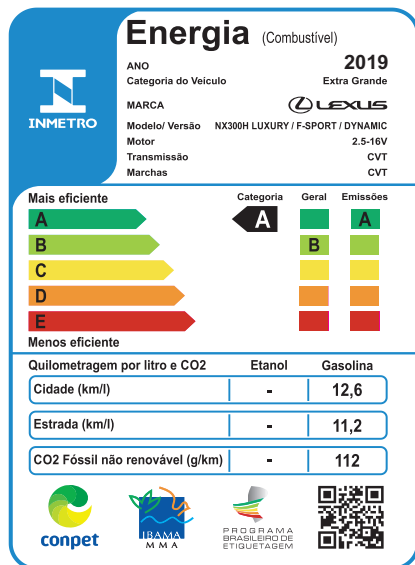 Energia (Combustível)
ANO 2019
Categoria do Veículo Extra Grande
MARCA LEXUS
Modelo/ Versão NX300H LUXURY / F-SPORT / DYNAMIC
Motor 2.5-16V
Transmissão CVT
Marchas CVT
INMETRO
Mais eficiente Categoria Geral Emissões
A A A
B B
C
D
E
Menos eficiente
Quilometragem por litro e CO2 Etanol Gasolina
Cidade (km/l) - 12,6
Estrada (km/l) - 11,2
CO2 Fóssil não renovável (g/km) - 112
conpet
IBAMA
MMA
PROGRAMA
BRASILEIRO DE
ETIQUETAGEM